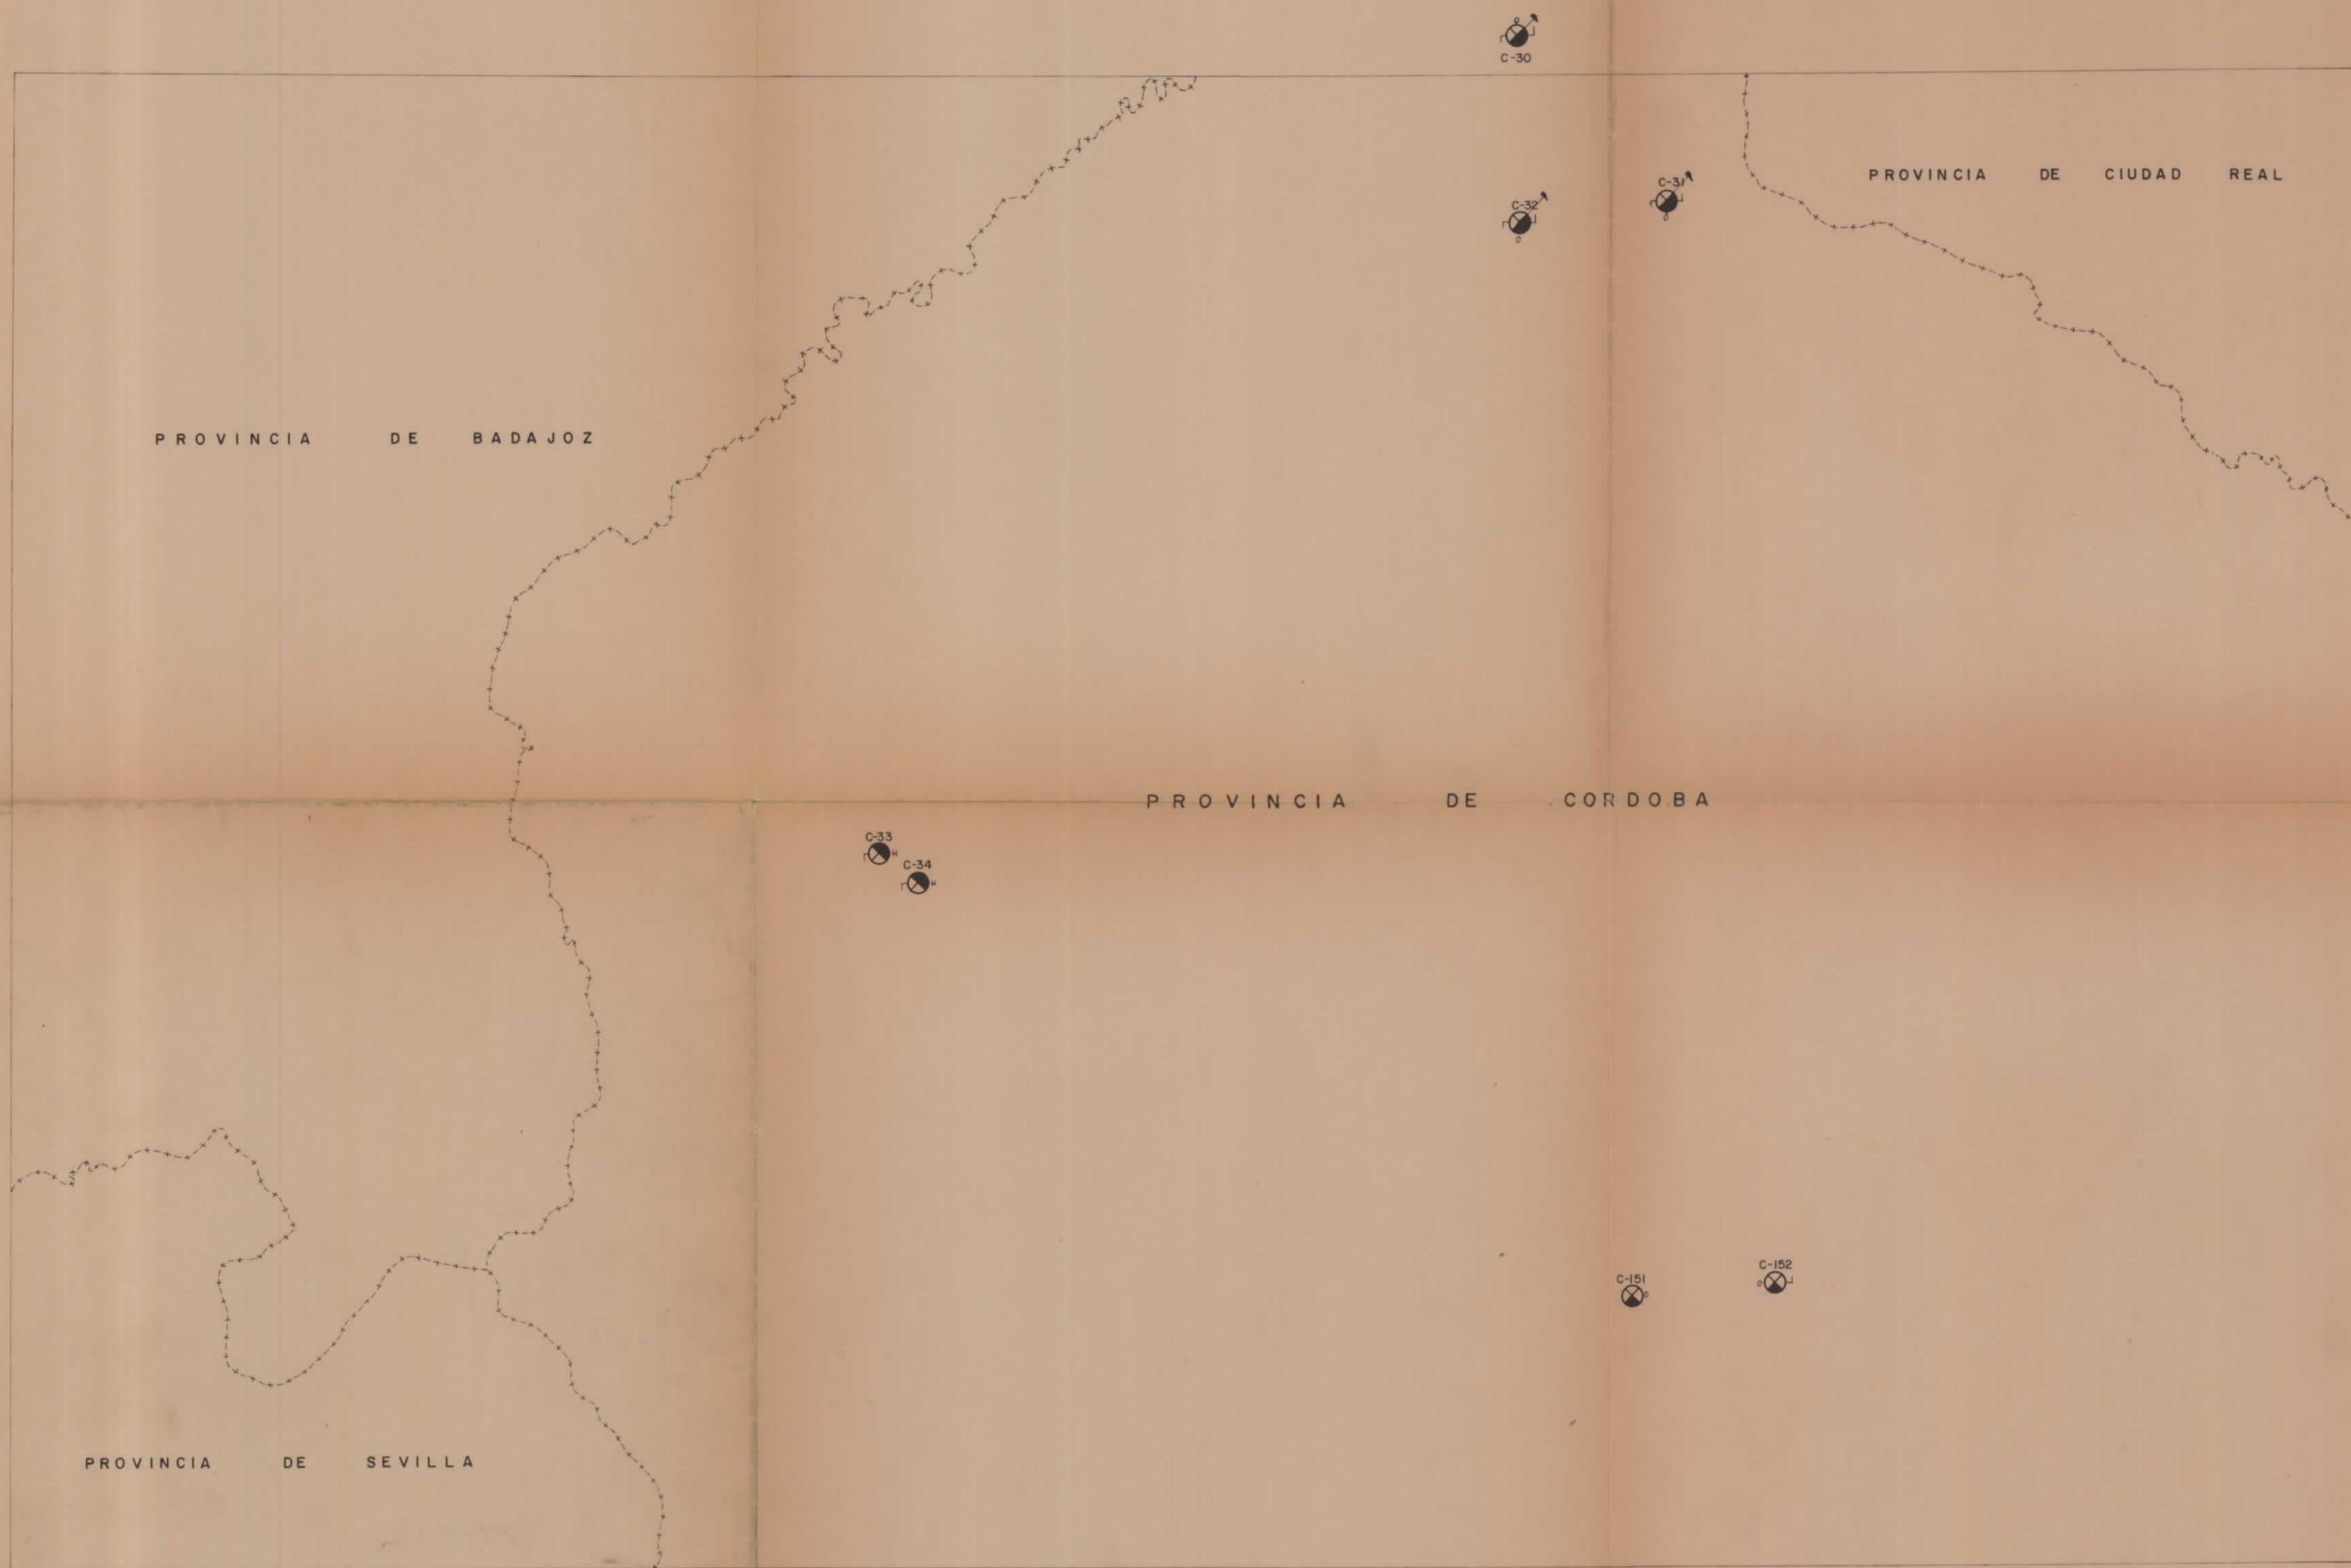 C-30
PROVINCIA DE CIUDAD REAL
C-31
C-32
PROVINCIA DE BADAJOZ
PROVINCIA DE CORDOBA
C-33
C-34
C-152
C-151
PROVINCIA DE SEVILLA